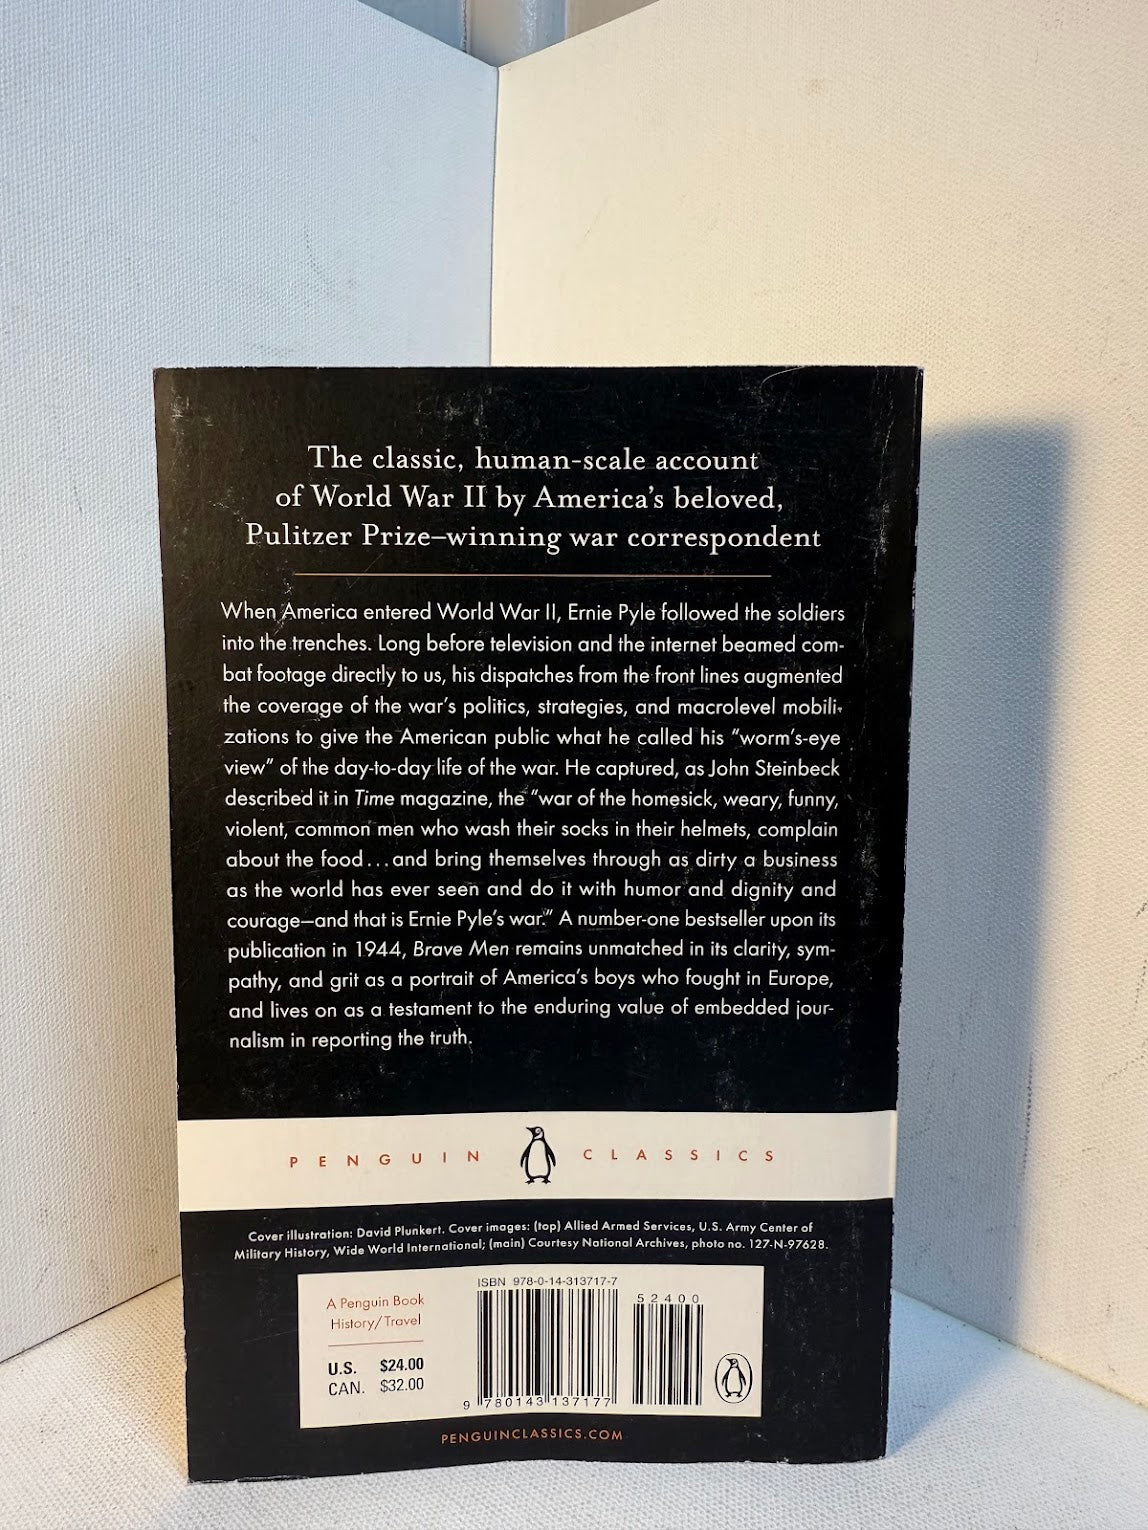 The classic, human-scale account
of World War II by America's beloved,
Pulitzer Prize–winning war correspondent
When America entered World War II, Ernie Pyle followed the soldiers
into the trenches. Long before television and the internet beamed com-
bat footage directly to us, his dispatches from the front lines augmented
the coverage of the war's politics, strategies, and macrolevel mobili-
zations to give the American public what he called his “worm's-eye
view” of the day-to-day life of the war. He captured, as John Steinbeck
described it in Time magazine, the “war of the homesick, weary, funny,
violent, common men who wash their socks in their helmets, complain
about the food...and bring themselves through as dirty a business
as the world has ever seen and do it with humor and dignity and
courage—and that is Ernie Pyle's war.” A number-one bestseller upon its
publication in 1944, Brave Men remains unmatched in its clarity, sym-
pathy, and grit as a portrait of America's boys who fought in Europe,
and lives on as a testament to the enduring value of embedded jour-
nalism in reporting the truth.
PENGUIN CLASSICS
Cover illustration: David Plunkert. Cover images: (top) Allied Armed Services, U.S. Army Center of
Military History, Wide World International; (main) Courtesy National Archives, photo no. 127-N-97628.
A Penguin Book
History/Travel
U.S. $24.00
CAN. $32.00
ISBN 978-0-14-313717-7
52400
9 780143 137177
PENGUINCLASSICS.COM